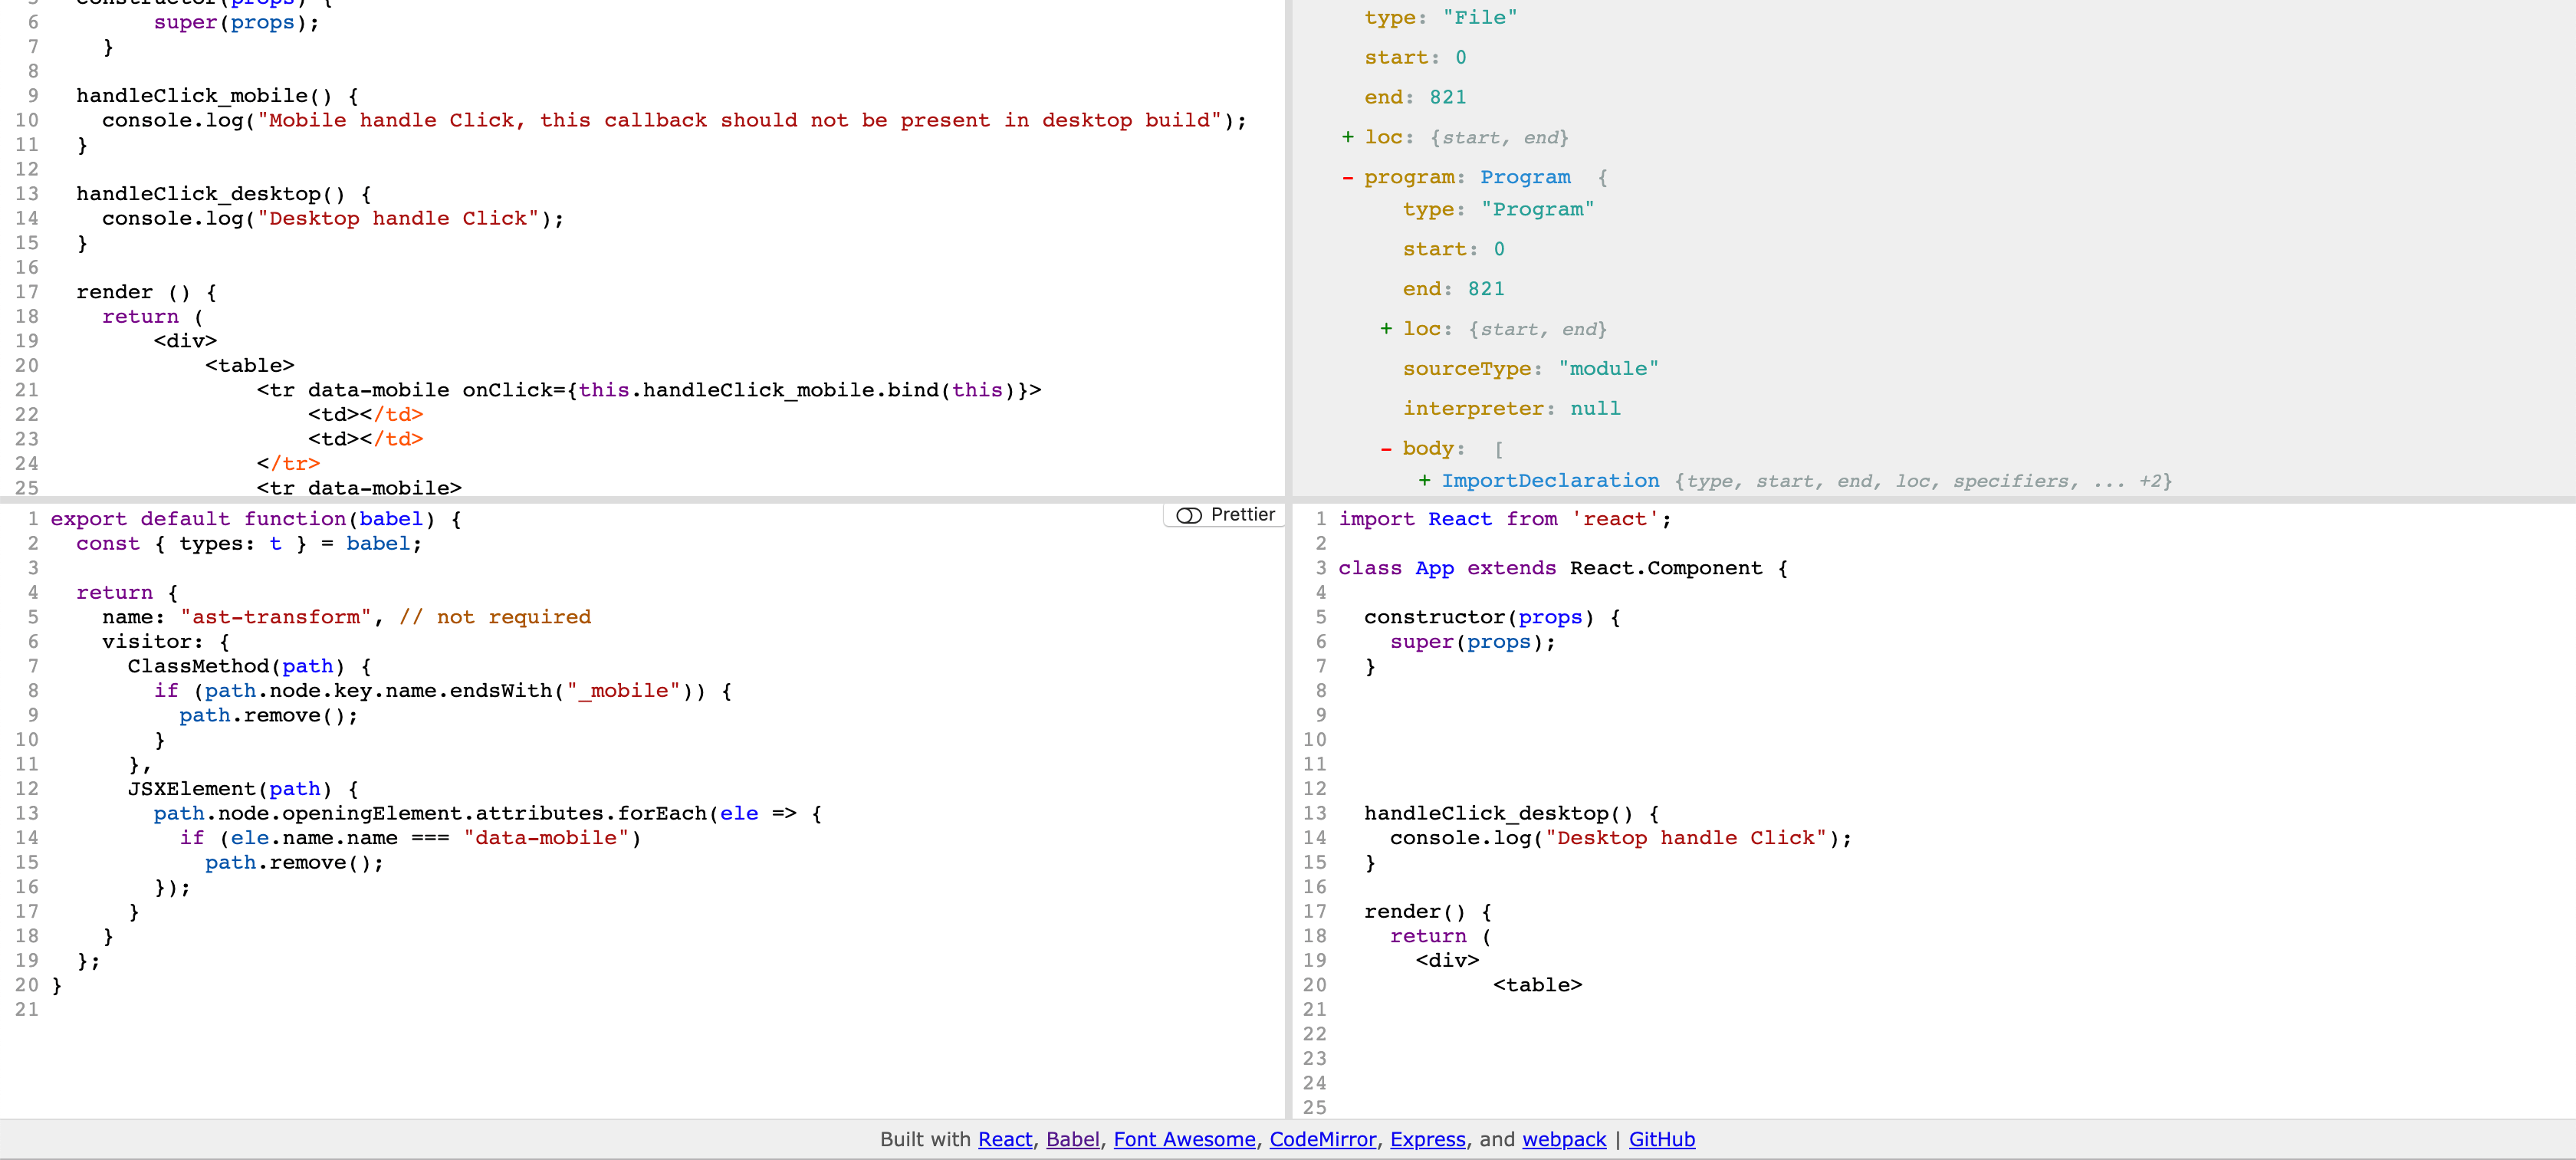 5 constructor(props) {
6 super(props);
7 }
8
9 handleClick_mobile() {
10 console.log("Mobile handle Click, this callback should not be present in desktop build");
11 }
12
13 handleClick_desktop() {
14 console.log("Desktop handle Click");
15 }
16
17 render () {
18 return (
19 <div>
20 <table>
21 <tr data-mobile onClick={this.handleClick_mobile.bind(this)}>
22 <td></td>
23 <td></td>
24 </tr>
25 <tr data-mobile>
type: "File"
start: 0
end: 821
+ loc: {start, end}
- program: Program {
type: "Program"
start: 0
end: 821
+ loc: {start, end}
sourceType: "module"
interpreter: null
- body: [
+ ImportDeclaration {type, start, end, loc, specifiers, ... +2}
Prettier
1 export default function(babel) {
2 const { types: t } = babel;
3
4 return {
5 name: "ast-transform", // not required
6 visitor: {
7 ClassMethod(path) {
8 if (path.node.key.name.endsWith("_mobile")) {
9 path.remove();
10 }
11 },
12 JSXElement(path) {
13 path.node.openingElement.attributes.forEach(ele => {
14 if (ele.name.name === "data-mobile")
15 path.remove();
16 });
17 }
18 }
19 };
20 }
21
1 import React from 'react';
2
3 class App extends React.Component {
4
5 constructor(props) {
6 super(props);
7 }
8
9
10
11
12
13 handleClick_desktop() {
14 console.log("Desktop handle Click");
15 }
16
17 render() {
18 return (
19 <div>
20 <table>
21
22
23
24
25
Built with React, Babel, Font Awesome, CodeMirror, Express, and webpack | GitHub